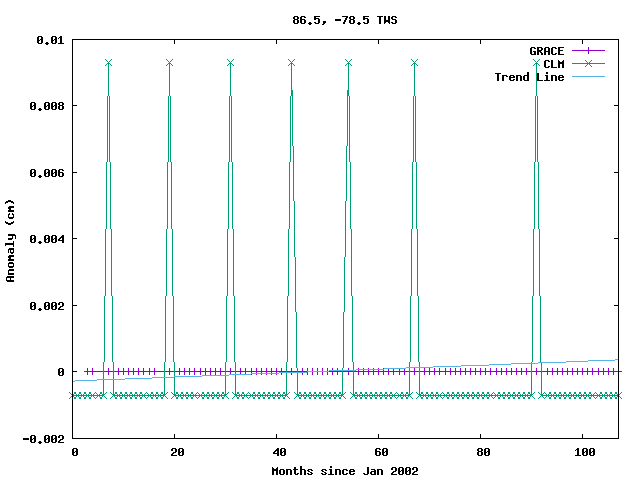 86.5, -78.5 TWS
0.01
GRACE
CLM
Trend Line
0.008
0.006
0.004
0.002
0
-0.002
Anomaly (cm)
0 20 40 60 80 100
Months since Jan 2002